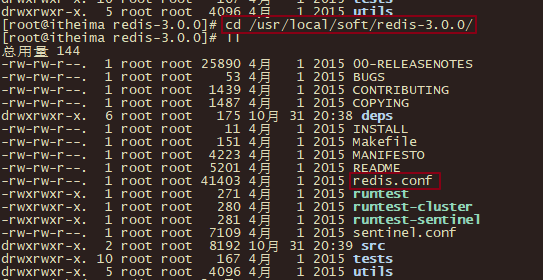 drwxrwxr-x. 10 root root 167 4月 1 2015 tests
drwxrwxr-x. 5 root root 4096 4月 1 2015 utils
[root@itheima redis-3.0.0]# cd /usr/local/soft/redis-3.0.0/
[root@itheima redis-3.0.0]# ll
总用量 144
-rw-rw-r--. 1 root root 25890 4月 1 2015 00-RELEASENOTES
-rw-rw-r--. 1 root root 53 4月 1 2015 BUGS
-rw-rw-r--. 1 root root 1439 4月 1 2015 CONTRIBUTING
-rw-rw-r--. 1 root root 1487 4月 1 2015 COPYING
drwxrwxr-x. 6 root root 175 10月 31 20:38 deps
-rw-rw-r--. 1 root root 11 4月 1 2015 INSTALL
-rw-rw-r--. 1 root root 151 4月 1 2015 Makefile
-rw-rw-r--. 1 root root 4223 4月 1 2015 MANIFESTO
-rw-rw-r--. 1 root root 5201 4月 1 2015 README
-rw-rw-r--. 1 root root 41403 4月 1 2015 redis.conf
-rwxrwxr-x. 1 root root 271 4月 1 2015 runtest
-rwxrwxr-x. 1 root root 280 4月 1 2015 runtest-cluster
-rwxrwxr-x. 1 root root 281 4月 1 2015 runtest-sentinel
-rw-rw-r--. 1 root root 7109 4月 1 2015 sentinel.conf
drwxrwxr-x. 2 root root 8192 10月 31 20:39 src
drwxrwxr-x. 10 root root 167 4月 1 2015 tests
drwxrwxr-x. 5 root root 4096 4月 1 2015 utils